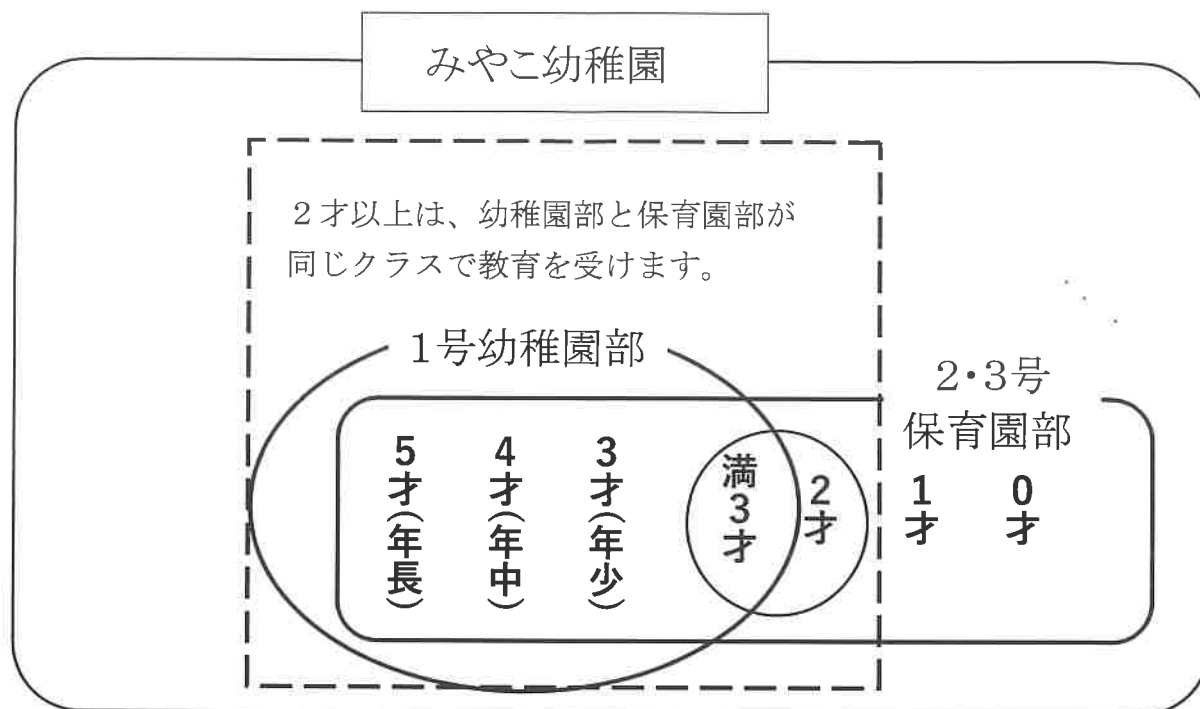 みやこ幼稚園
２才以上は、幼稚園部と保育園部が
同じクラスで教育を受けます。
１号幼稚園部
２・３号
保育園部
5才(年長)
4才(年中)
3才(年少)
満3才
2才
1才
0才